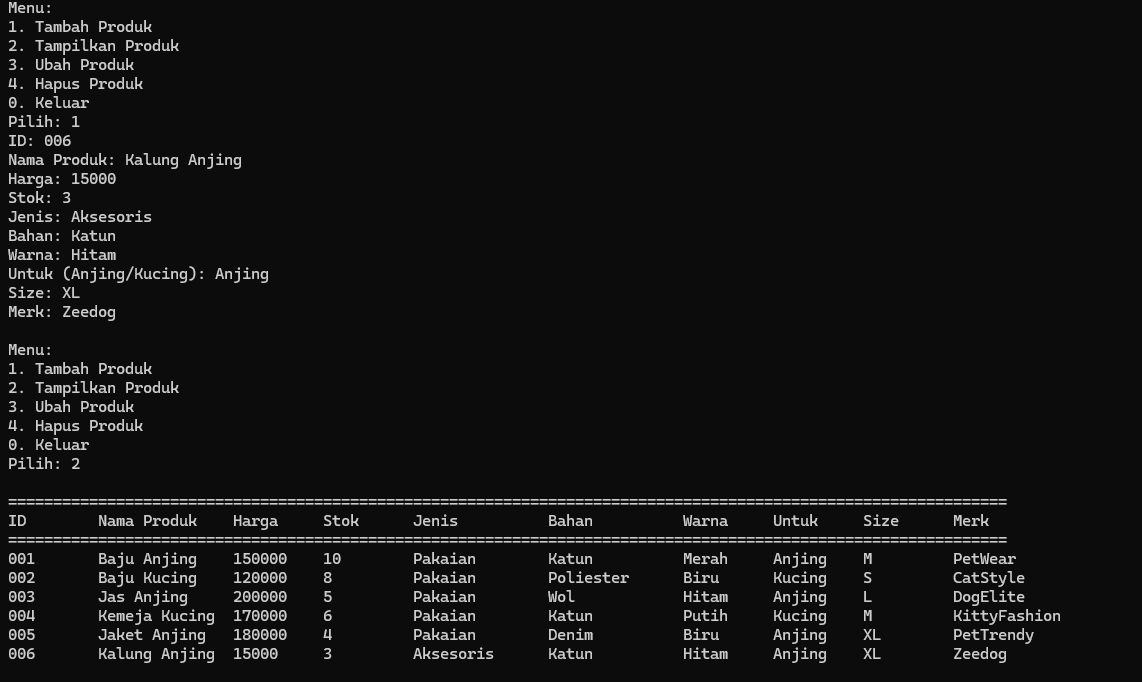 Menu:
1. Tambah Produk
2. Tampilkan Produk
3. Ubah Produk
4. Hapus Produk
0. Keluar
Pilih: 1
ID: 006
Nama Produk: Kalung Anjing
Harga: 15000
Stok: 3
Jenis: Aksesoris
Bahan: Katun
Warna: Hitam
Untuk (Anjing/Kucing): Anjing
Size: XL
Merk: Zeedog

Menu:
1. Tambah Produk
2. Tampilkan Produk
3. Ubah Produk
4. Hapus Produk
0. Keluar
Pilih: 2

===============================================================================================================
ID        Nama Produk    Harga     Stok      Jenis          Bahan          Warna     Untuk     Size      Merk
===============================================================================================================
001       Baju Anjing    150000    10        Pakaian        Katun          Merah     Anjing    M         PetWear
002       Baju Kucing    120000    8         Pakaian        Poliester      Biru      Kucing    S         CatStyle
003       Jas Anjing     200000    5         Pakaian        Wol            Hitam     Anjing    L         DogElite
004       Kemeja Kucing  170000    6         Pakaian        Katun          Putih     Kucing    M         KittyFashion
005       Jaket Anjing   180000    4         Pakaian        Denim          Biru      Anjing    XL        PetTrendy
006       Kalung Anjing  15000     3         Aksesoris      Katun          Hitam     Anjing    XL        Zeedog